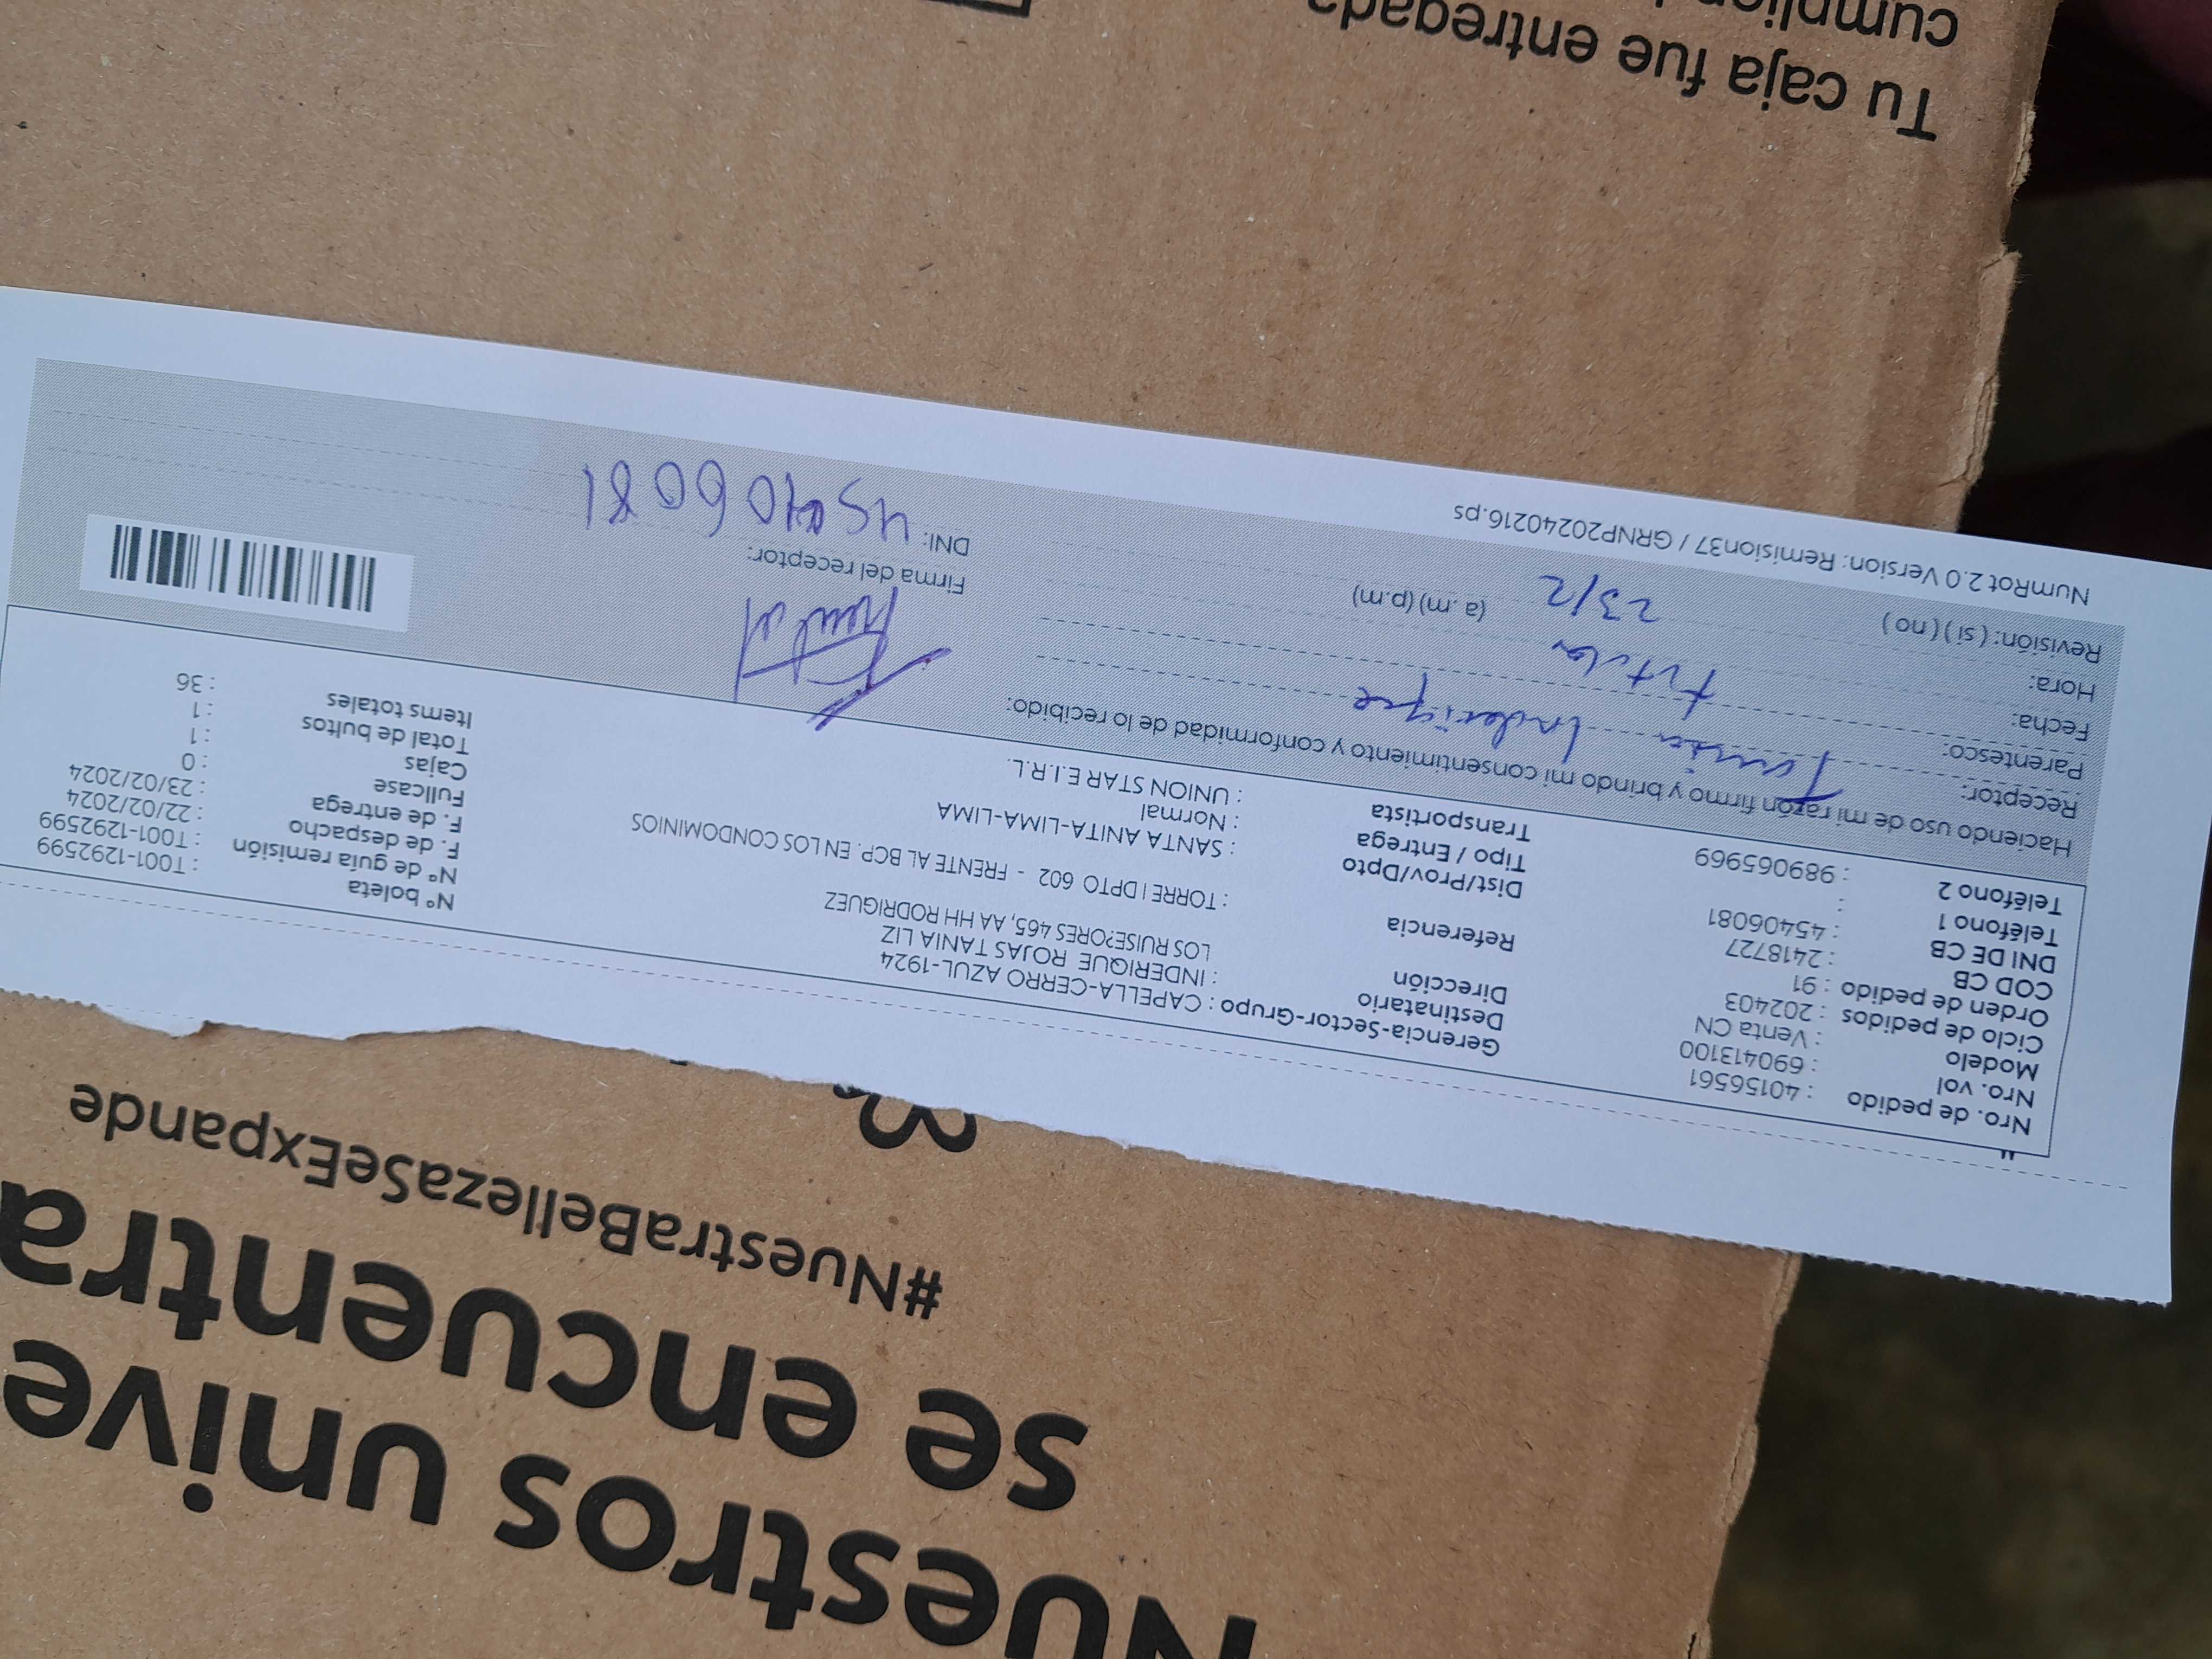 Nuestros unive
se encuentra
#NuestraBellezaSeExpande
Nro. de pedido : 40156561
Nro. vol : 690413100
Modelo : Venta CN
Ciclo de pedidos : 202403
Orden de pedido : 91
COD CB : 2418727
DNI DE CB : 45406081
Teléfono 1 :
Teléfono 2 : 989065969
Gerencia-Sector-Grupo : CAPELLA-CERRO AZUL-1924
Destinatario : INDERIQUE ROJAS TANIA LIZ
Dirección LOS RUISE?ORES 465, AA HH RODRIGUEZ
Referencia : TORRE I DPTO 602 - FRENTE AL BCP. EN LOS CONDOMINIOS
Dist/Prov/Dpto : SANTA ANITA-LIMA-LIMA
Tipo / Entrega : Normal
Transportista : UNION STAR E.I.R.L.
Nº boleta : T001-1292599
Nº de guía remisión : T001-1292599
F. de despacho : 22/02/2024
F. de entrega : 23/02/2024
Fullcase : 0
Cajas : 1
Total de bultos : 1
Items totales : 36
Haciendo uso de mi razón firmo y brindo mi consentimiento y conformidad de lo recibido:
Receptor: Tania Inderique
Parentesco: titular
Fecha: 23/2
Hora: (a.m) (p.m)
Revisión: ( si ) ( no )
Firma del receptor:
DNI: 45406081
NumRot 2.0 Version: Remision37 / GRNP20240216.ps
Tu caja fue entregada